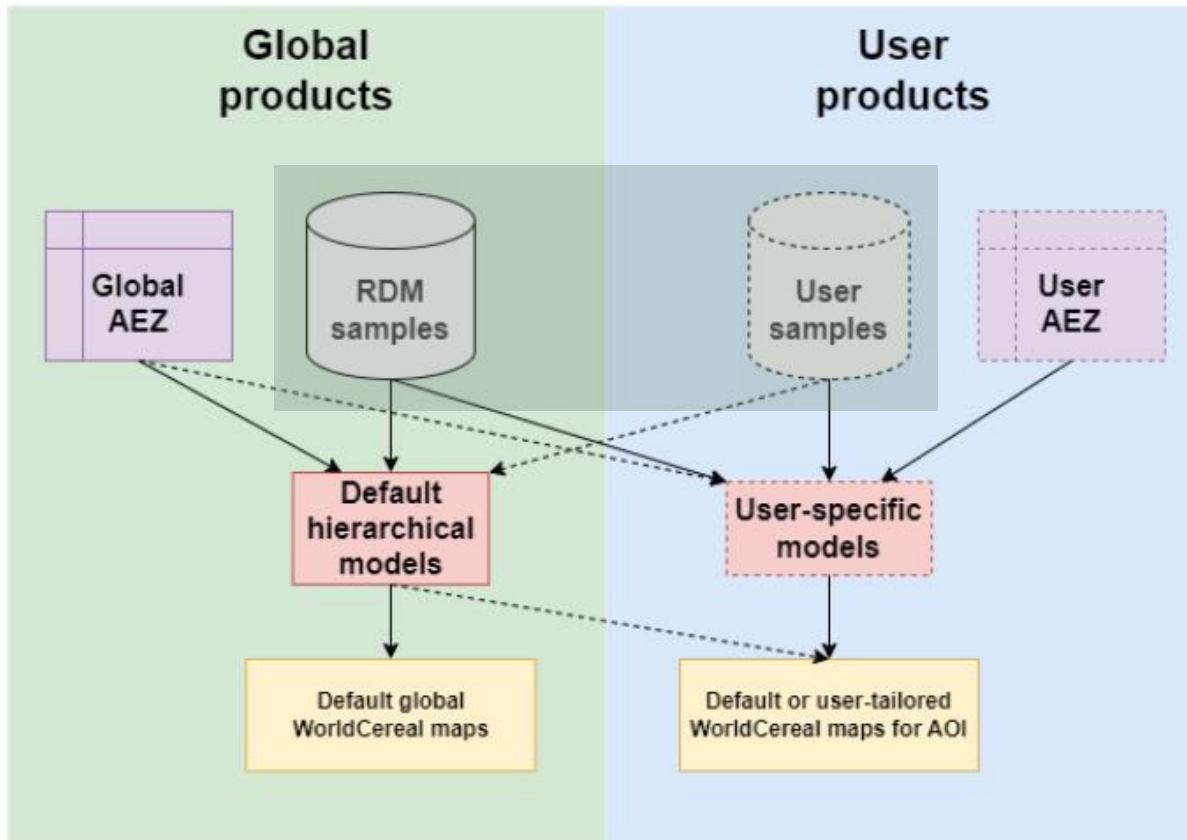 Global
products
User
products
Global
AEZ
RDM
samples
User
samples
User
AEZ
Default
hierarchical
models
User-specific
models
Default global
WorldCereal maps
Default or user-tailored
WorldCereal maps for AOI